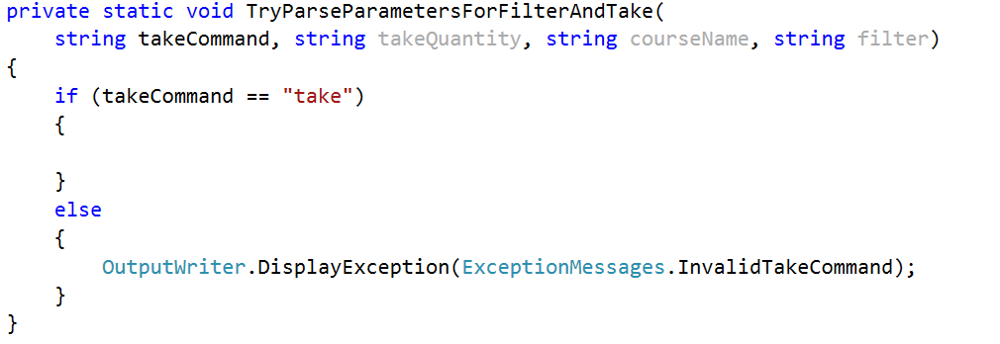 private static void TryParseParametersForFilterAndTake(
    string takeCommand, string takeQuantity, string courseName, string filter)
{
    if (takeCommand == "take")
    {
    }
    else
    {
        OutputWriter.DisplayException(ExceptionMessages.InvalidTakeCommand);
    }
}